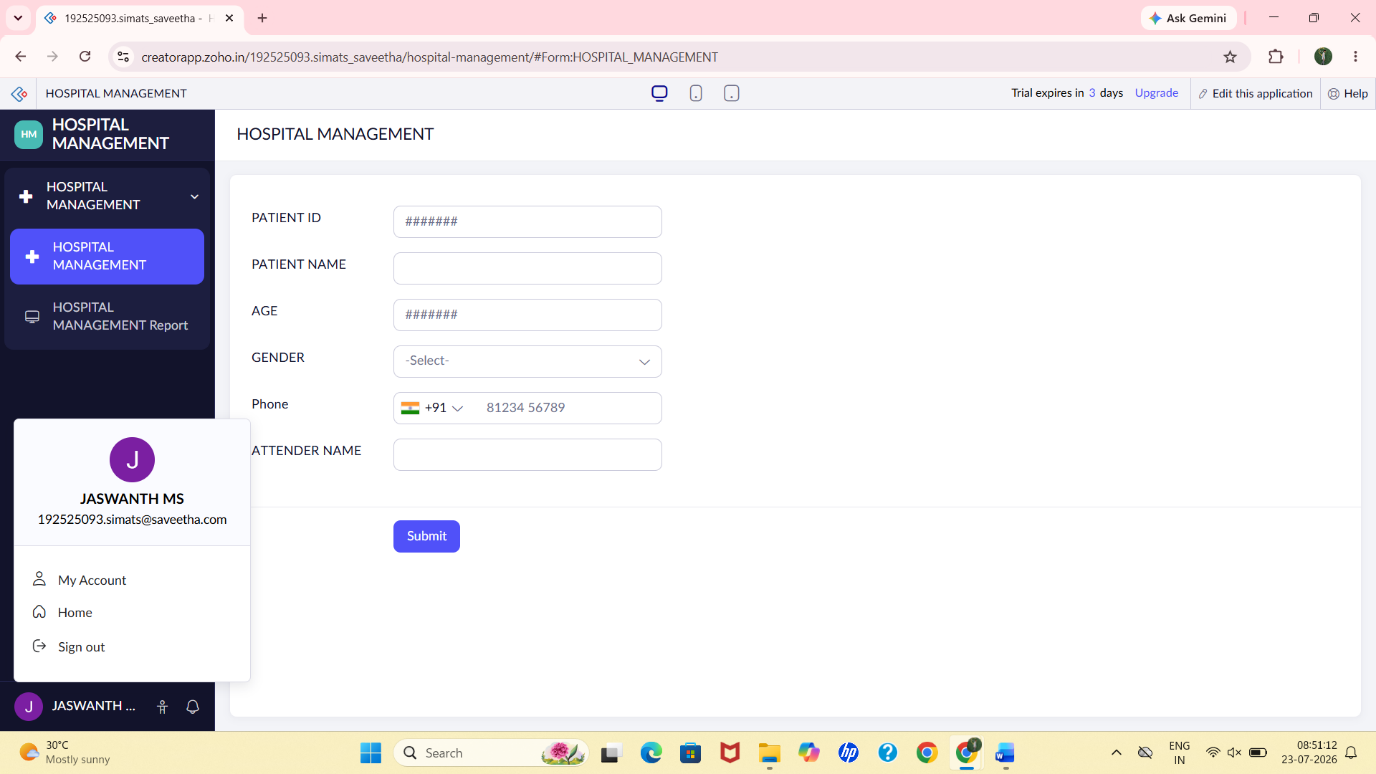 192525093.simats_saveetha - H
Ask Gemini
creatorapp.zoho.in/192525093.simats_saveetha/hospital-management/#Form:HOSPITAL_MANAGEMENT
HOSPITAL MANAGEMENT
Trial expires in 3 days Upgrade
Edit this application
Help
HM
HOSPITAL
MANAGEMENT
HOSPITAL MANAGEMENT
HOSPITAL
MANAGEMENT
HOSPITAL
MANAGEMENT
HOSPITAL
MANAGEMENT Report
PATIENT ID
#######
PATIENT NAME
AGE
#######
GENDER
-Select-
Phone
+91
81234 56789
ATTENDER NAME
Submit
J
JASWANTH MS
192525093.simats@saveetha.com
My Account
Home
Sign out
J
JASWANTH ...
30°C
Mostly sunny
Search
hp
W
ENG
IN
08:51:12
23-07-2026